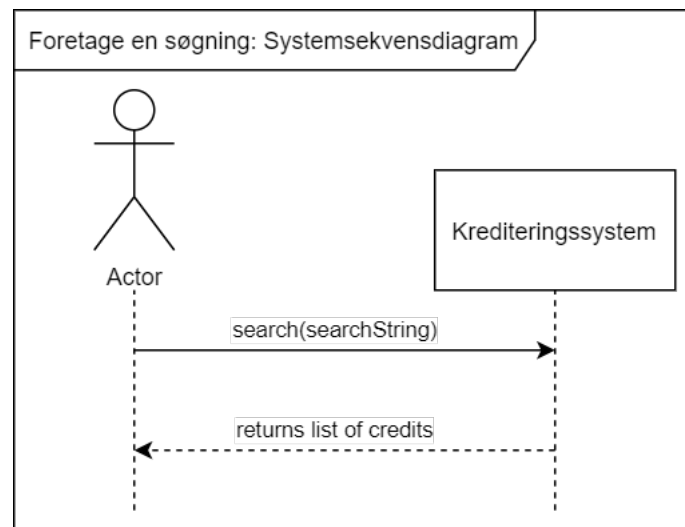 Foretage en søgning: Systemsekvensdiagram
Krediteringssystem
Actor
search(searchString)
returns list of credits